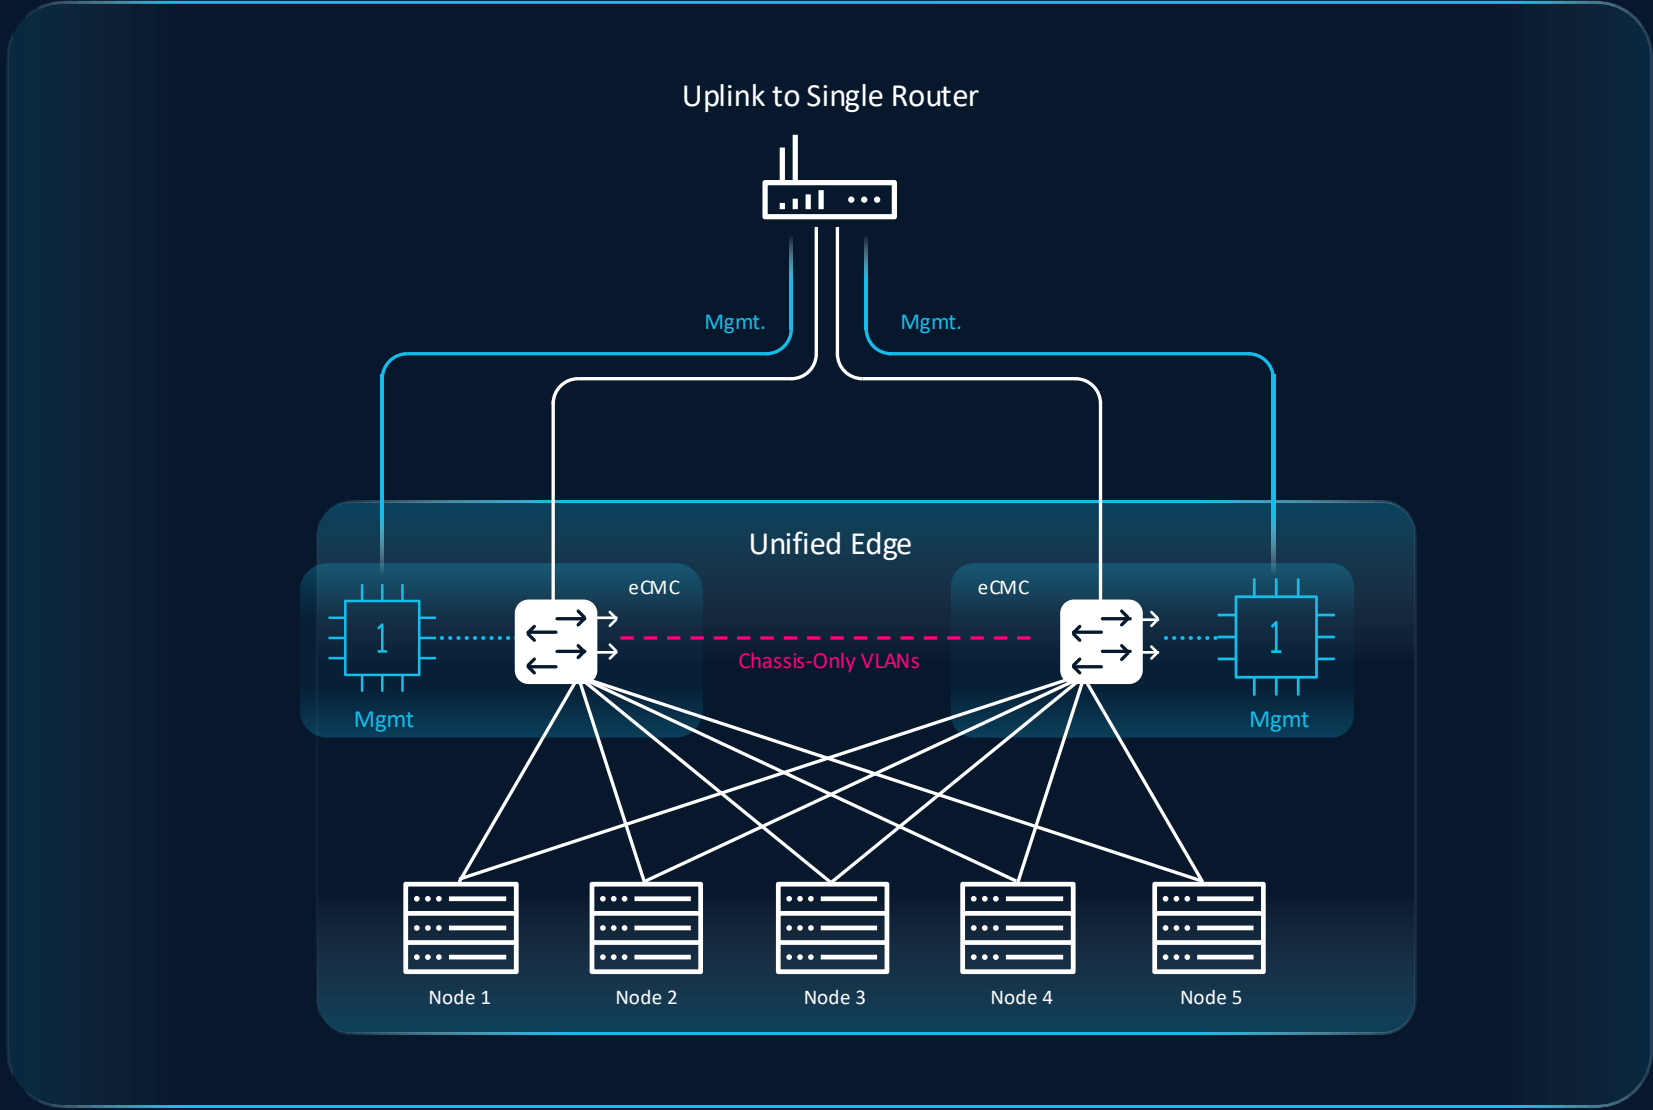 Uplink to Single Router
Mgmt.
Mgmt.
Unified Edge
eCMC
eCMC
1
1
Chassis-Only VLANs
Mgmt
Mgmt
Node 1
Node 2
Node 3
Node 4
Node 5